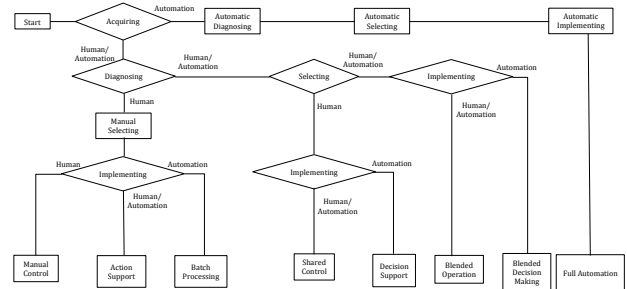 Automation
Start
Acquiring
Automatic
Diagnosing
Automatic
Selecting
Automatic
Implementing
Human/
Automation
Human/
Automation
Human/
Automation
Diagnosing
Selecting
Implementing
Automation
Human
Human
Human/
Automation
Manual
Selecting
Human
Automation
Automation
Implementing
Implementing
Human/
Automation
Human/
Automation
Manual
Control
Action
Support
Batch
Processing
Shared
Control
Decision
Support
Blended
Operation
Blended
Decision
Making
Full Automation